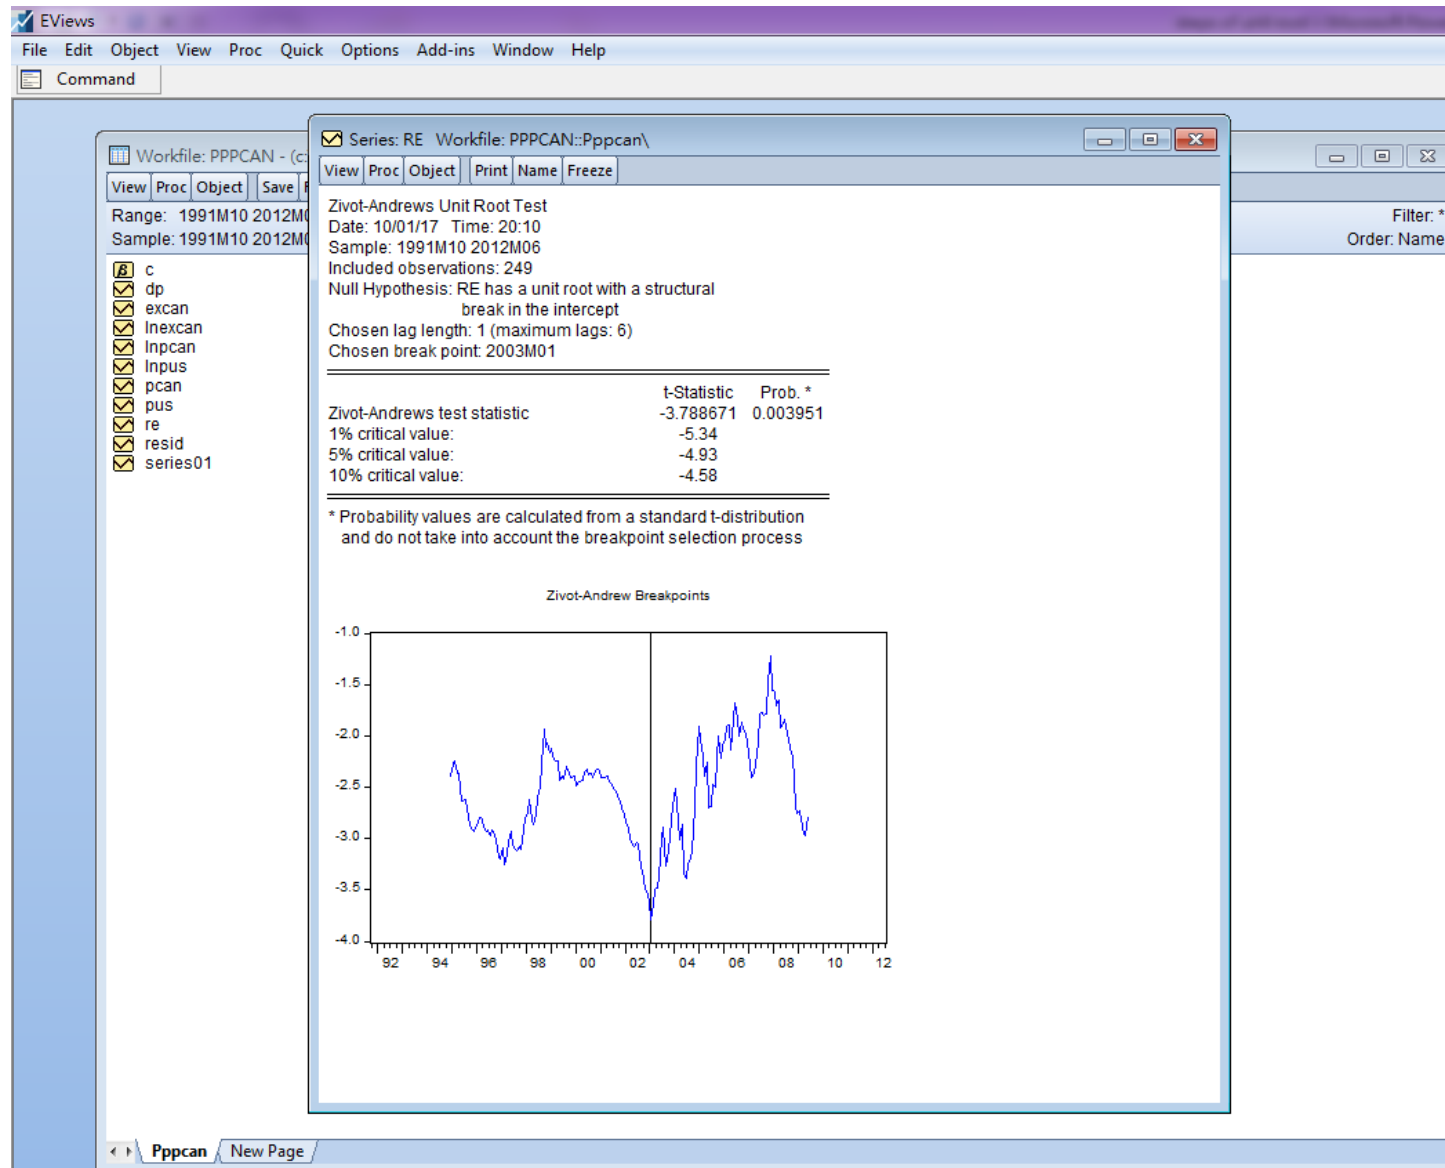 EViews
File Edit Object View Proc Quick Options Add-ins Window Help
Command
Workfile: PPPCAN - (c:
View Proc Object Save
Range: 1991M10 2012M
Sample: 1991M10 2012M
Filter: *
Order: Name
c
dp
excan
lnexcan
lnpcan
lnpus
pcan
pus
re
resid
series01
Series: RE Workfile: PPPCAN::Pppcan\
View Proc Object Print Name Freeze
Zivot-Andrews Unit Root Test
Date: 10/01/17 Time: 20:10
Sample: 1991M10 2012M06
Included observations: 249
Null Hypothesis: RE has a unit root with a structural
break in the intercept
Chosen lag length: 1 (maximum lags: 6)
Chosen break point: 2003M01
t-Statistic Prob. *
Zivot-Andrews test statistic -3.788671 0.003951
1% critical value: -5.34
5% critical value: -4.93
10% critical value: -4.58
* Probability values are calculated from a standard t-distribution
and do not take into account the breakpoint selection process
Zivot-Andrew Breakpoints
-1.0
-1.5
-2.0
-2.5
-3.0
-3.5
-4.0
92 94 96 98 00 02 04 06 08 10 12
Pppcan New Page